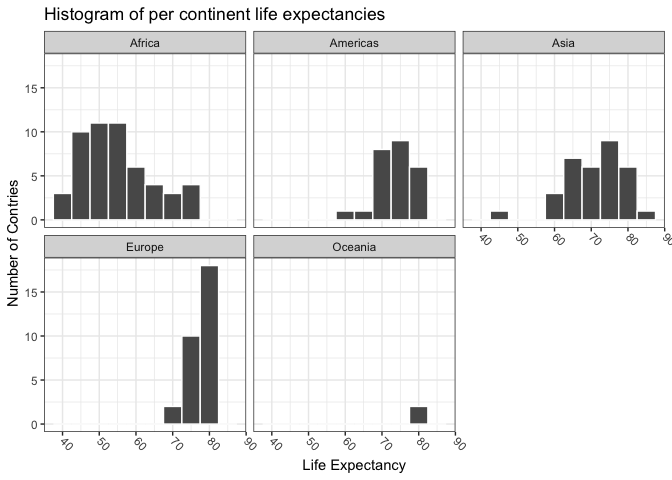 Histogram of per continent life expectancies
Africa
Americas
Asia
15
10
5
0
40 50 60 70 80 90
Number of Contries
Europe
Oceania
15
10
5
0
40 50 60 70 80 90
40 50 60 70 80 90
Life Expectancy